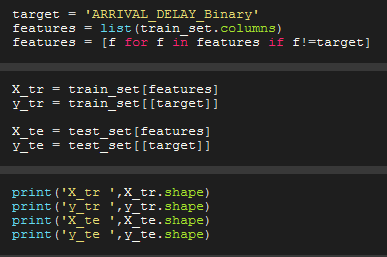 target = 'ARRIVAL_DELAY_Binary'
features = list(train_set.columns)
features = [f for f in features if f!=target]
X_tr = train_set[features]
y_tr = train_set[[target]]
X_te = test_set[features]
y_te = test_set[[target]]
print('X_tr ',X_tr.shape)
print('y_tr ',y_tr.shape)
print('X_te ',X_te.shape)
print('y_te ',y_te.shape)